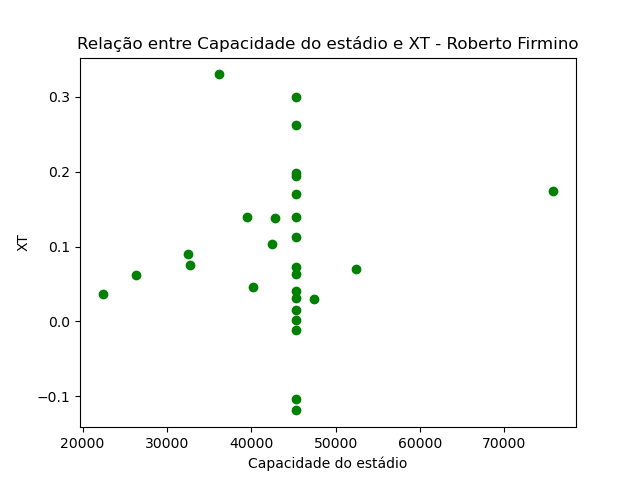 Relação entre Capacidade do estádio e XT - Roberto Firmino
0.3
0.2
0.1
0.0
−0.1
XT
20000 30000 40000 50000 60000 70000
Capacidade do estádio